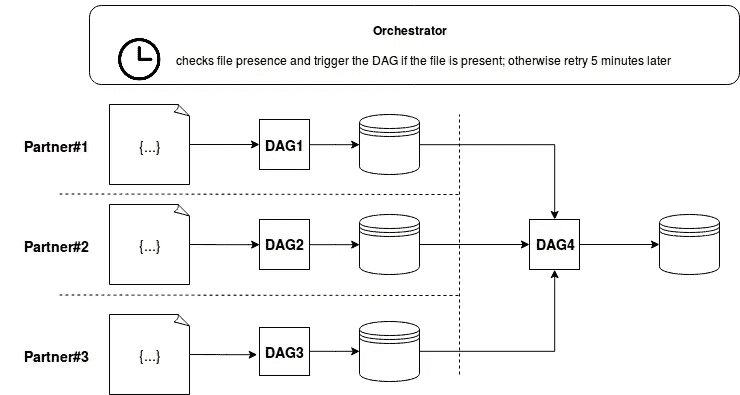 Orchestrator
checks file presence and trigger the DAG if the file is present; otherwise retry 5 minutes later
Partner#1
{...}
DAG1
Partner#2
{...}
DAG2
DAG4
Partner#3
{...}
DAG3